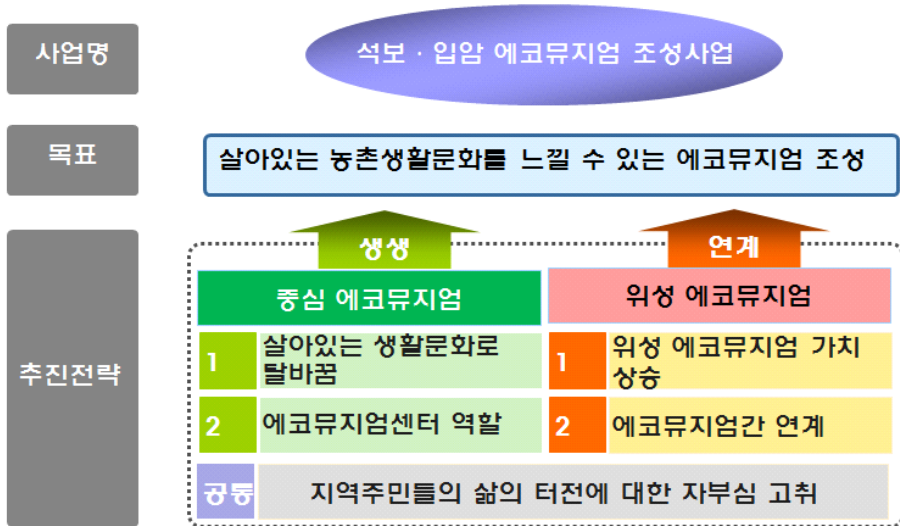 사업명
석보 · 입암 에코뮤지엄 조성사업
목표
살아있는 농촌생활문화를 느낄 수 있는 에코뮤지엄 조성
추진전략
생생
연계
중심 에코뮤지엄
위성 에코뮤지엄
1
살아있는 생활문화로
탈바꿈
1
위성 에코뮤지엄 가치
상승
2
에코뮤지엄센터 역할
2
에코뮤지엄간 연계
공통
지역주민들의 삶의 터전에 대한 자부심 고취